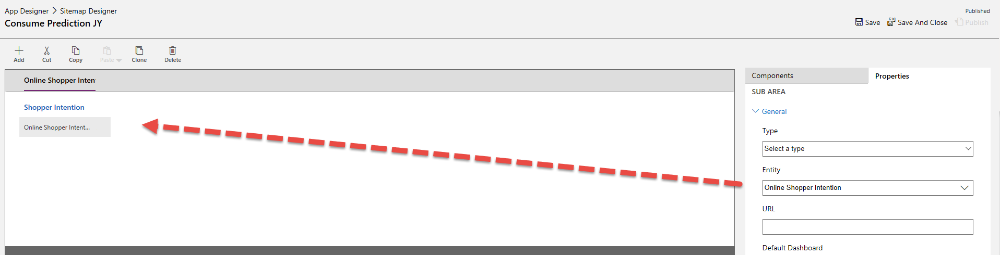 App Designer > Sitemap Designer
Published
Consume Prediction JY
Save
Save And Close
Publish
Add
Cut
Copy
Paste
Clone
Delete
Online Shopper Inten
Components
Properties
SUB AREA
Shopper Intention
General
Online Shopper Intent...
Type
Select a type
Entity
Online Shopper Intention
URL
Default Dashboard